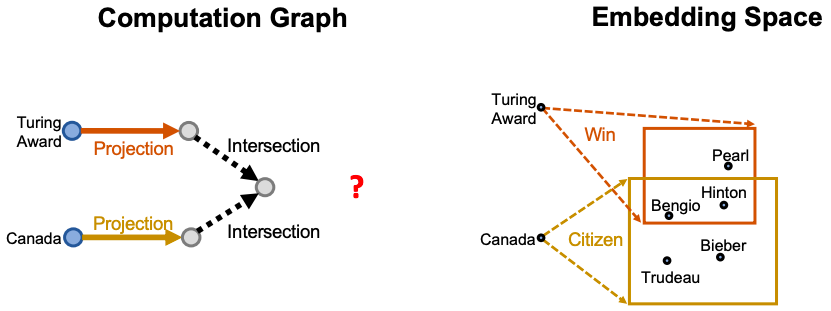 Computation Graph
Turing
Award
Projection
Intersection
?
Canada
Projection
Intersection
Embedding Space
Turing
Award
Win
Pearl
Hinton
Bengio
Canada
Citizen
Bieber
Trudeau